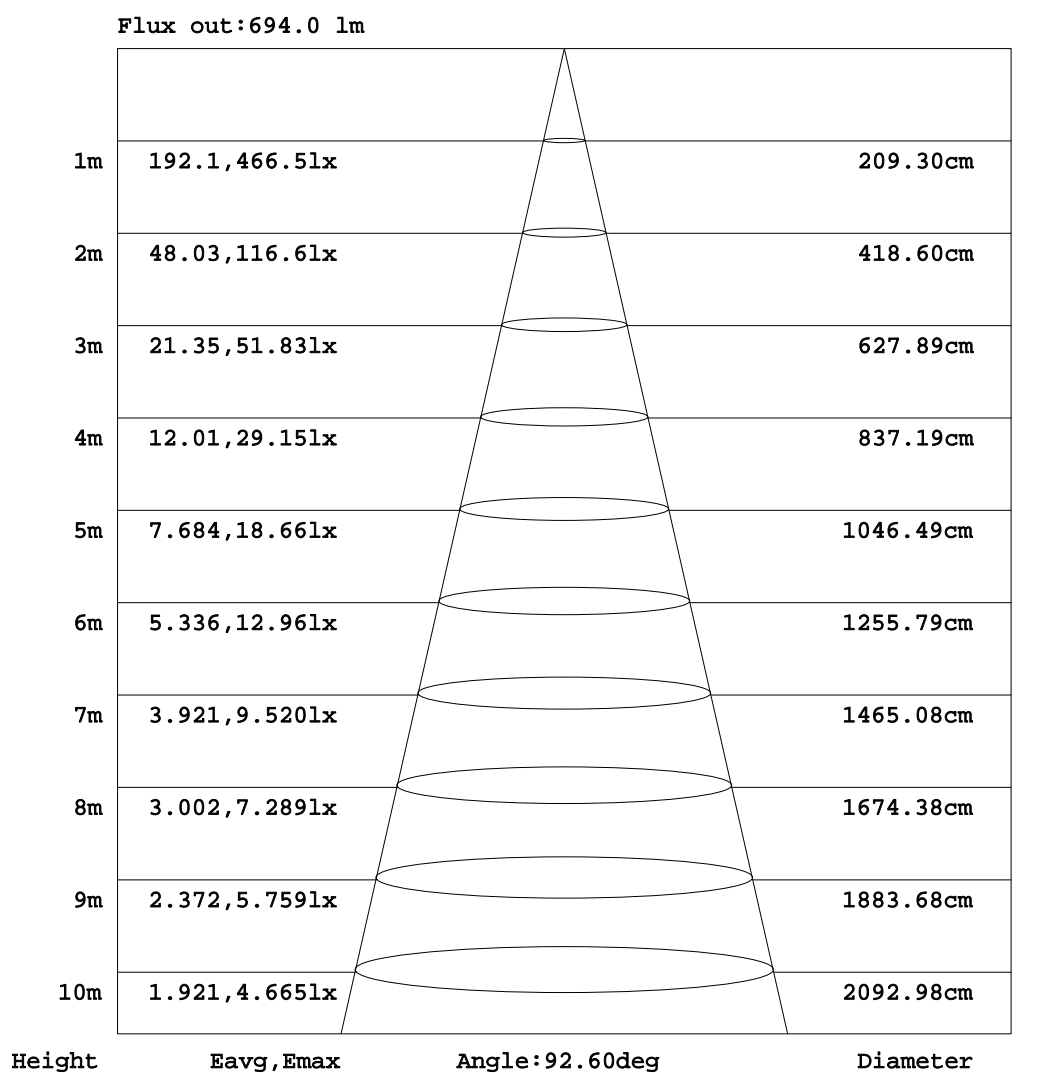 Flux out:694.0 lm
1m 192.1,466.5lx 209.30cm
2m 48.03,116.6lx 418.60cm
3m 21.35,51.83lx 627.89cm
4m 12.01,29.15lx 837.19cm
5m 7.684,18.66lx 1046.49cm
6m 5.336,12.96lx 1255.79cm
7m 3.921,9.520lx 1465.08cm
8m 3.002,7.289lx 1674.38cm
9m 2.372,5.759lx 1883.68cm
10m 1.921,4.665lx 2092.98cm
Height Eavg,Emax Angle:92.60deg Diameter